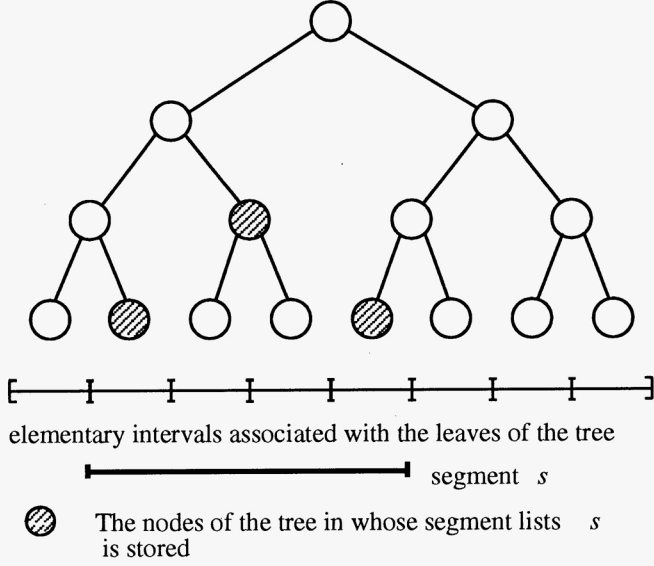 elementary intervals associated with the leaves of the tree
segment s
The nodes of the tree in whose segment lists s
is stored